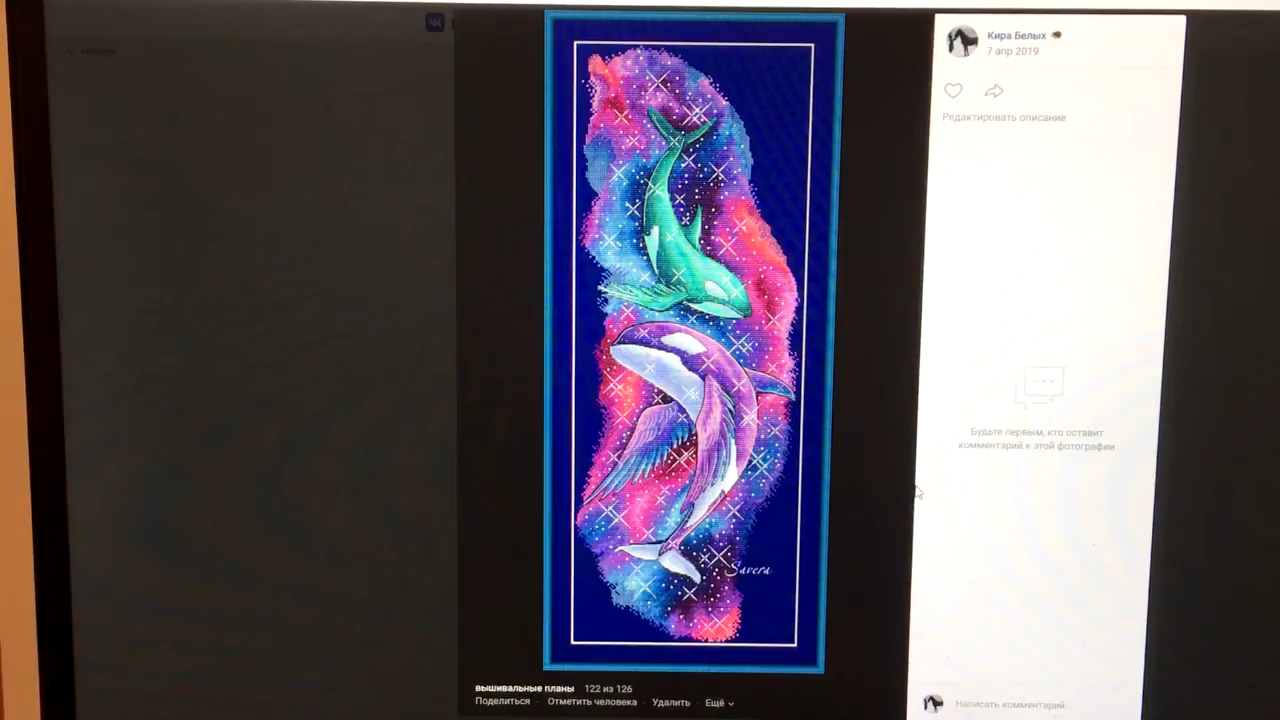 Кира Белых
7 апр 2019
Редактировать описание
Savera
Будьте первым, кто оставит
комментарий к этой фотографии
вышивальные планы 122 из 126
Поделиться Отметить человека Удалить Ещё
Написать комментарий...